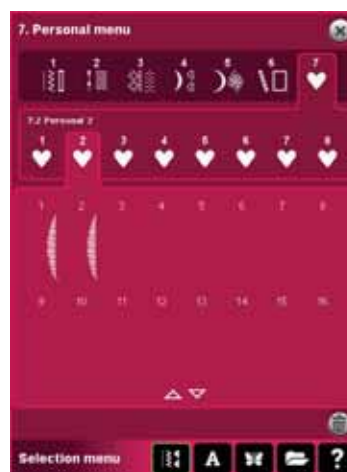 7. Personal menu
1 2 3 4 5 6 7
7.2 Personal 2
1 2 3 4 5 6 7 8
1 2 3 4 5 6 7 8
9 10 11 12 13 14 15 16
Selection menu A ?